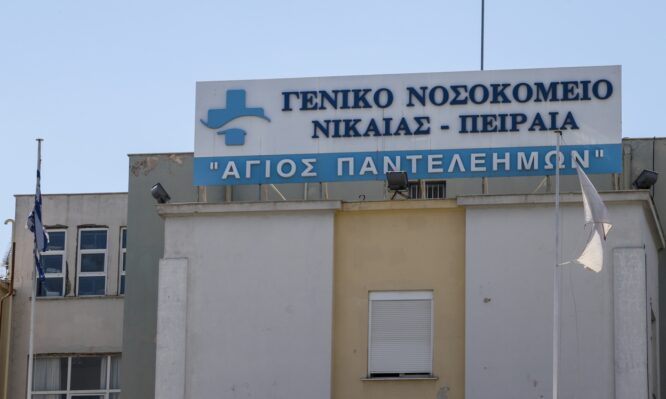 ΓΕΝΙΚΟ ΝΟΣΟΚΟΜΕΙΟ
ΝΙΚΑΙΑΣ - ΠΕΙΡΑΙΑ
"ΑΓΙΟΣ ΠΑΝΤΕΛΕΗΜΩΝ"